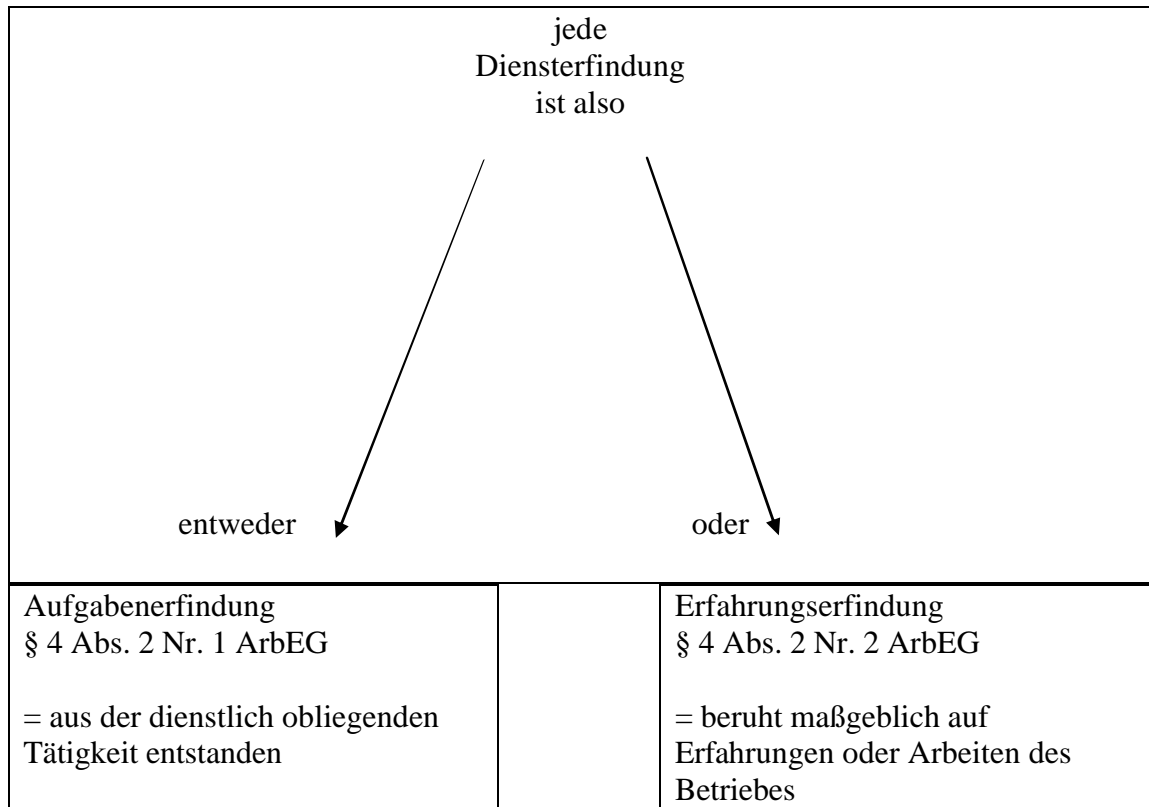 jede
Diensterfindung
ist also
entweder
oder
Aufgabenerfindung
§ 4 Abs. 2 Nr. 1 ArbEG
= aus der dienstlich obliegenden
Tätigkeit entstanden
Erfahrungserfindung
§ 4 Abs. 2 Nr. 2 ArbEG
= beruht maßgeblich auf
Erfahrungen oder Arbeiten des
Betriebes